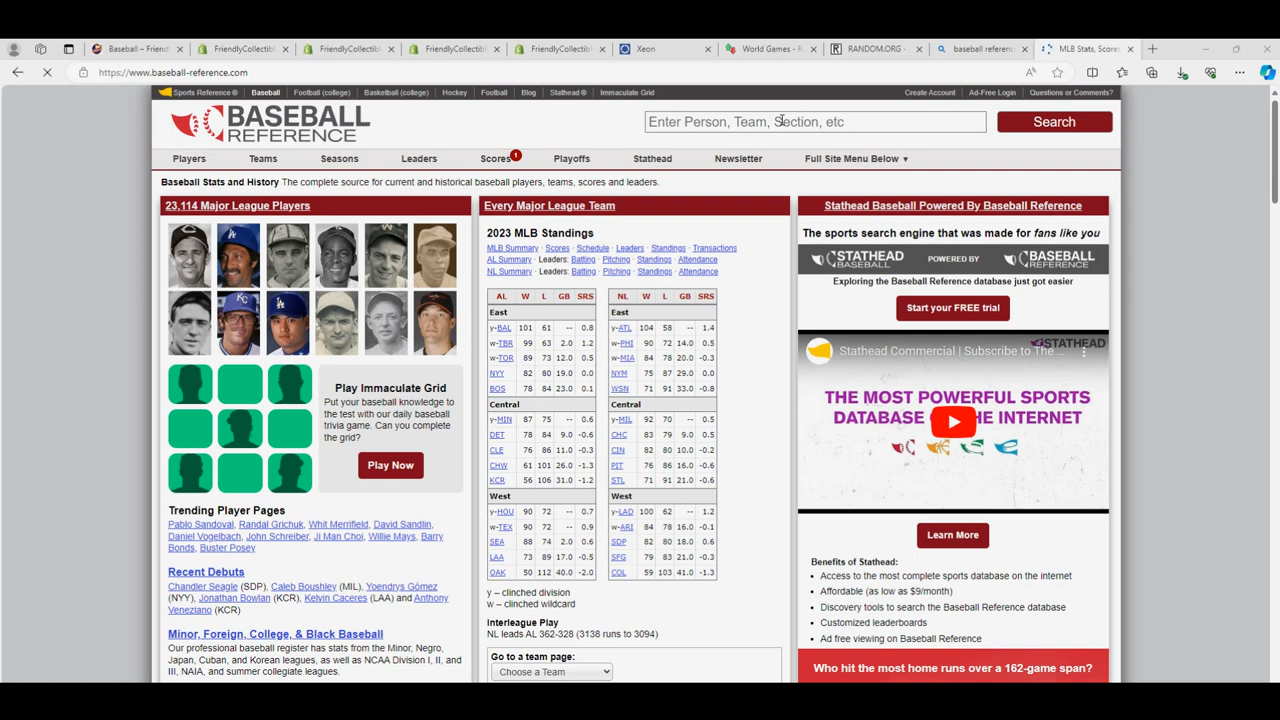 Baseball – Friend
FriendlyCollectibl
FriendlyCollectibl
FriendlyCollectibl
FriendlyCollectibl
Xeon
World Games - R
RANDOM.ORG -
baseball referenc
MLB Stats, Scores
https://www.baseball-reference.com
Sports Reference ®
Baseball
Football (college)
Basketball (college)
Hockey
Football
Blog
Stathead ®
Immaculate Grid
Create Account
Ad-Free Login
Questions or Comments?
BASEBALL
REFERENCE
Enter Person, Team, Section, etc
Search
Players
Teams
Seasons
Leaders
Scores 1
Playoffs
Stathead
Newsletter
Full Site Menu Below ▼
Baseball Stats and History The complete source for current and historical baseball players, teams, scores and leaders.
23,114 Major League Players
KC
Play Immaculate Grid
Put your baseball knowledge to
the test with our daily baseball
trivia game. Can you complete
the grid?
Play Now
Trending Player Pages
Pablo Sandoval, Randal Grichuk, Whit Merrifield, David Sandlin,
Daniel Vogelbach, John Schreiber, Ji Man Choi, Willie Mays, Barry
Bonds, Buster Posey
Recent Debuts
Chandler Seagle (SDP), Caleb Boushley (MIL), Yoendrys Gómez
(NYY), Jonathan Bowlan (KCR), Kelvin Caceres (LAA) and Anthony
Veneziano (KCR)
Minor, Foreign, College, & Black Baseball
Our professional baseball register has stats from the Minor, Negro,
Japan, Cuban, and Korean leagues, as well as NCAA Division I, II, and
III, NAIA, and summer collegiate leagues.
Every Major League Team
2023 MLB Standings
MLB Summary · Scores · Schedule · Leaders · Standings · Transactions
AL Summary · Leaders: Batting · Pitching · Standings · Attendance
NL Summary · Leaders: Batting · Pitching · Standings · Attendance
AL W L GB SRS
East
y-BAL 101 61 -- 0.8
w-TBR 99 63 2.0 1.2
w-TOR 89 73 12.0 0.5
NYY 82 80 19.0 0.0
BOS 78 84 23.0 0.1
Central
y-MIN 87 75 -- 0.6
DET 78 84 9.0 -0.6
CLE 76 86 11.0 -0.3
CHW 61 101 26.0 -1.3
KCR 56 106 31.0 -1.2
West
y-HOU 90 72 -- 0.7
w-TEX 90 72 -- 0.9
SEA 88 74 2.0 0.6
LAA 73 89 17.0 -0.5
OAK 50 112 40.0 -2.0
NL W L GB SRS
East
y-ATL 104 58 -- 1.4
w-PHI 90 72 14.0 0.5
w-MIA 84 78 20.0 -0.3
NYM 75 87 29.0 -0.2
WSN 71 91 33.0 -0.8
Central
y-MIL 92 70 -- 0.5
CHC 83 79 9.0 0.5
CIN 82 80 10.0 -0.2
PIT 76 86 16.0 -0.6
STL 71 91 21.0 -0.6
West
y-LAD 100 62 -- 1.2
w-ARI 84 78 16.0 -0.1
SDP 82 80 18.0 0.6
SFG 79 83 21.0 -0.3
COL 59 103 41.0 -1.3
y – clinched division
w – clinched wildcard
Interleague Play
NL leads AL 362-328 (3138 runs to 3094)
Go to a team page:
Choose a Team
Stathead Baseball Powered By Baseball Reference
The sports search engine that was made for fans like you
STATHEAD
BASEBALL
POWERED BY
BASEBALL
REFERENCE
Exploring the Baseball Reference database just got easier
Start your FREE trial
STATHEAD
Stathead Commercial | Subscribe to The ...
THE MOST POWERFUL SPORTS
DATABASE THE INTERNET
Learn More
Benefits of Stathead:
• Access to the most complete sports database on the internet
• Affordable (as low as $9/month)
• Discovery tools to search the Baseball Reference database
• Customized leaderboards
• Ad free viewing on Baseball Reference
Who hit the most home runs over a 162-game span?